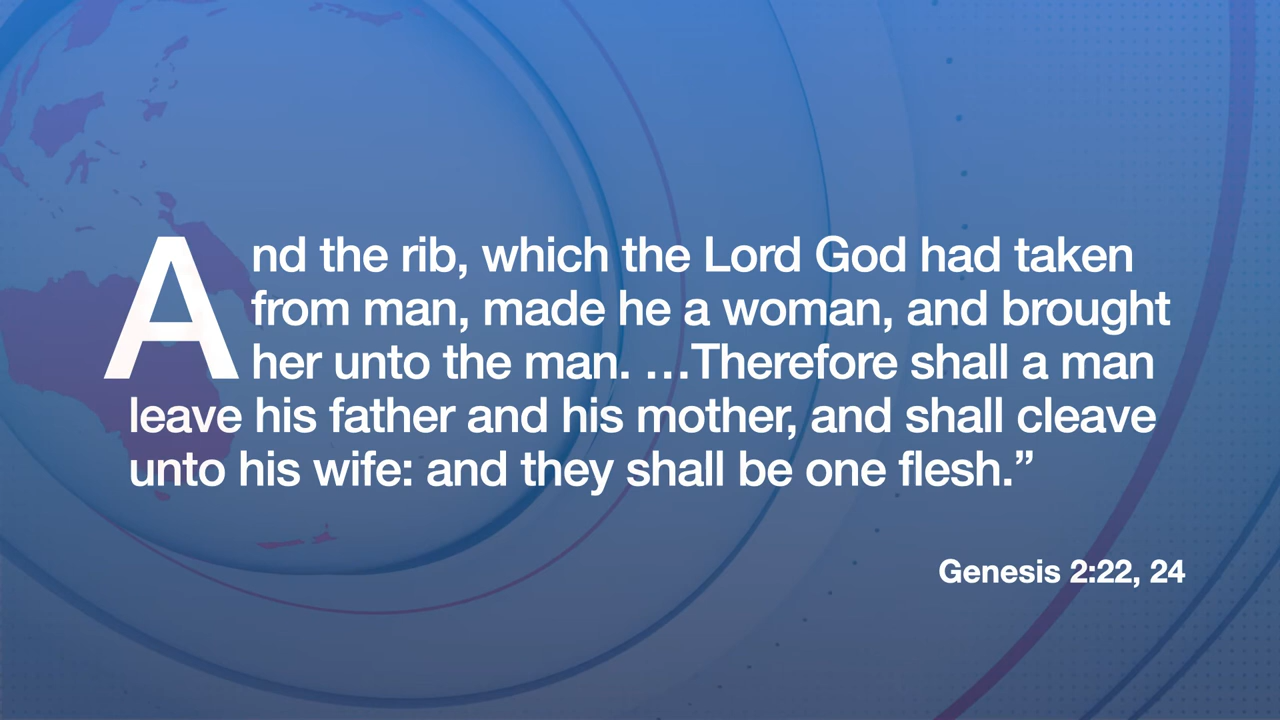 And the rib, which the Lord God had taken
from man, made he a woman, and brought
her unto the man. …Therefore shall a man
leave his father and his mother, and shall cleave
unto his wife: and they shall be one flesh.”
Genesis 2:22, 24